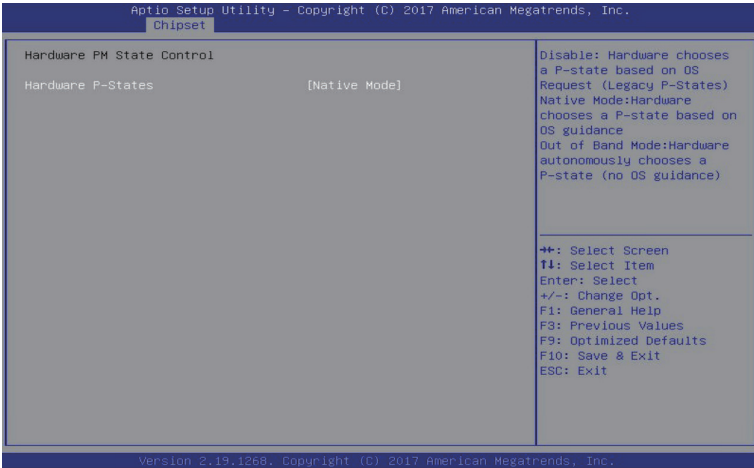 Aptio Setup Utility – Copyright (C) 2017 American Megatrends, Inc.
Chipset
Hardware PM State Control
Hardware P-States [Native Mode]
Disable: Hardware chooses
a P-state based on OS
Request (Legacy P-States)
Native Mode:Hardware
chooses a P-state based on
OS guidance
Out of Band Mode:Hardware
autonomously chooses a
P-state (no OS guidance)
→←: Select Screen
↑↓: Select Item
Enter: Select
+/-: Change Opt.
F1: General Help
F3: Previous Values
F9: Optimized Defaults
F10: Save & Exit
ESC: Exit
Version 2.19.1268. Copyright (C) 2017 American Megatrends, Inc.